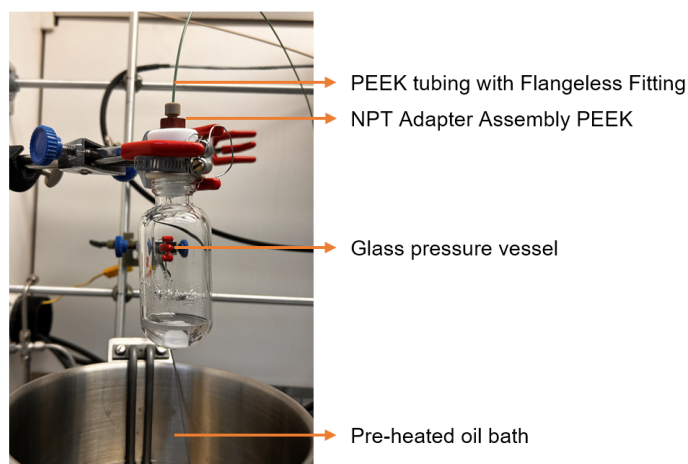 PEEK tubing with Flangeless Fitting
NPT Adapter Assembly PEEK
Glass pressure vessel
Pre-heated oil bath